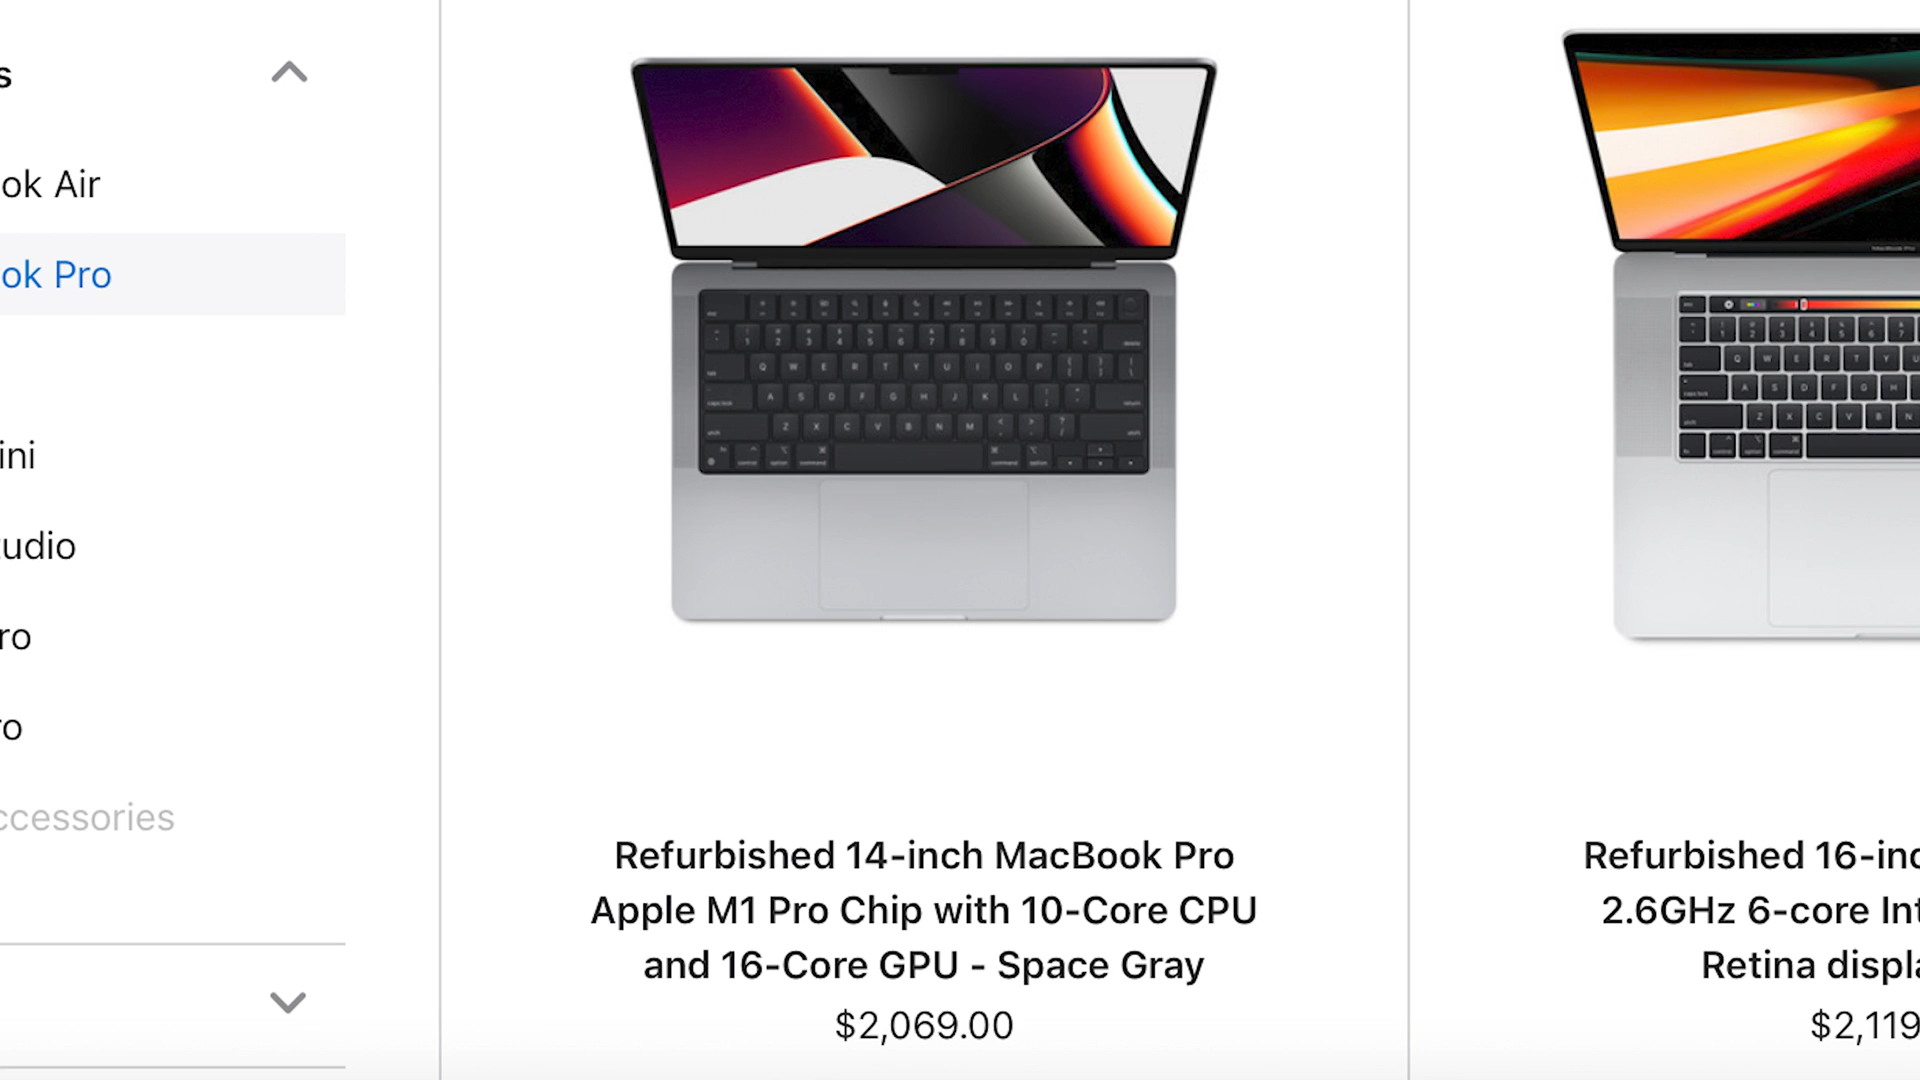 s
ok Air
ok Pro
ini
tudio
ro
ro
ccessories
Refurbished 14-inch MacBook Pro
Apple M1 Pro Chip with 10-Core CPU
and 16-Core GPU - Space Gray
$2,069.00
Refurbished 16-inc
2.6GHz 6-core Int
Retina displa
$2,119